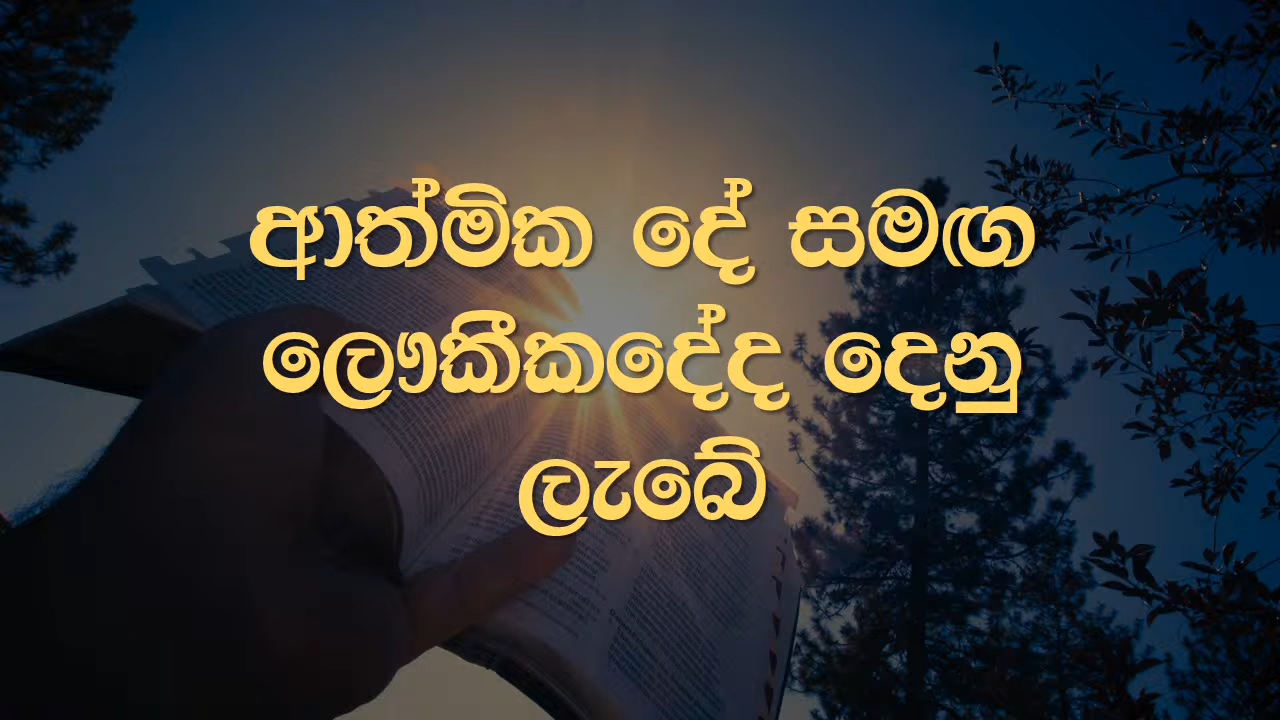 ආත්මික දේ සමඟ
ලෞකීකදේද දෙනු
ලැබේ